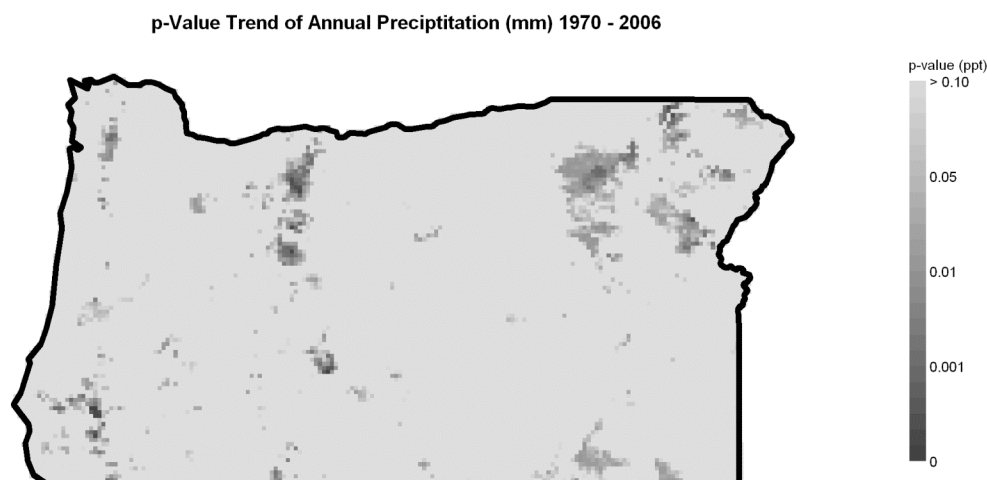 p-Value Trend of Annual Preciptitation (mm) 1970 - 2006
p-value (ppt)
> 0.10
0.05
0.01
0.001
0